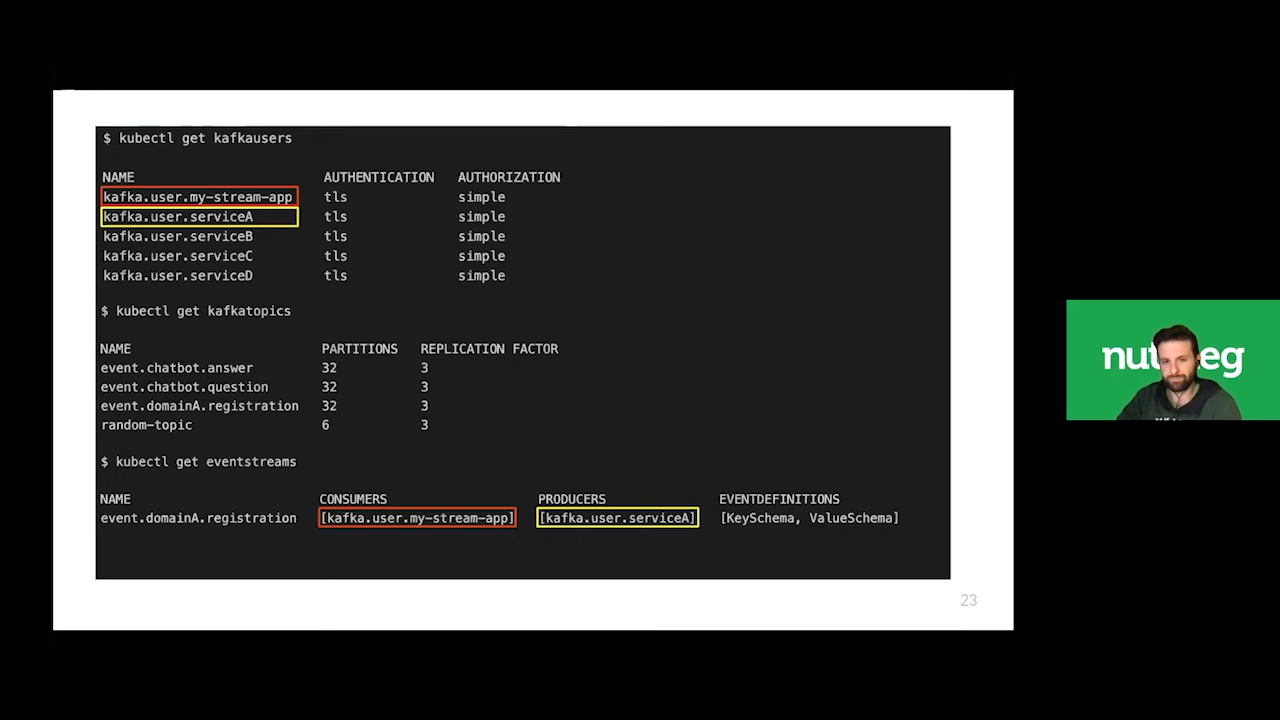 $ kubectl get kafkausers
NAME AUTHENTICATION AUTHORIZATION
kafka.user.my-stream-app tls simple
kafka.user.serviceA tls simple
kafka.user.serviceB tls simple
kafka.user.serviceC tls simple
kafka.user.serviceD tls simple
$ kubectl get kafkatopics
NAME PARTITIONS REPLICATION FACTOR
event.chatbot.answer 32 3
event.chatbot.question 32 3
event.domainA.registration 32 3
random-topic 6 3
$ kubectl get eventstreams
NAME CONSUMERS PRODUCERS EVENTDEFINITIONS
event.domainA.registration [kafka.user.my-stream-app] [kafka.user.serviceA] [KeySchema, ValueSchema]
23